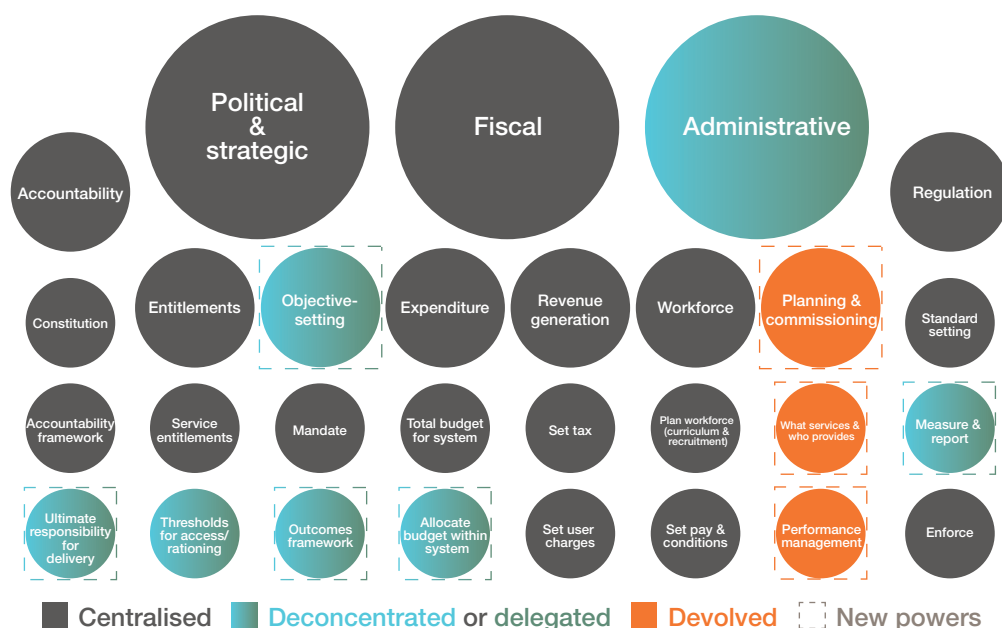 Political
&
strategic
Fiscal
Administrative
Accountability
Regulation
Entitlements
Objective-
setting
Expenditure
Revenue
generation
Workforce
Planning &
commissioning
Constitution
Standard
setting
Accountability
framework
Service
entitlements
Mandate
Total budget
for system
Set tax
Plan workforce
(curriculum &
recruitment)
What services &
who provides
Measure &
report
Ultimate
responsibility
for
delivery
Thresholds
for access/
rationing
Outcomes
framework
Allocate
budget within
system
Set user
charges
Set pay &
conditions
Performance
management
Enforce
Centralised
Deconcentrated or delegated
Devolved
New powers